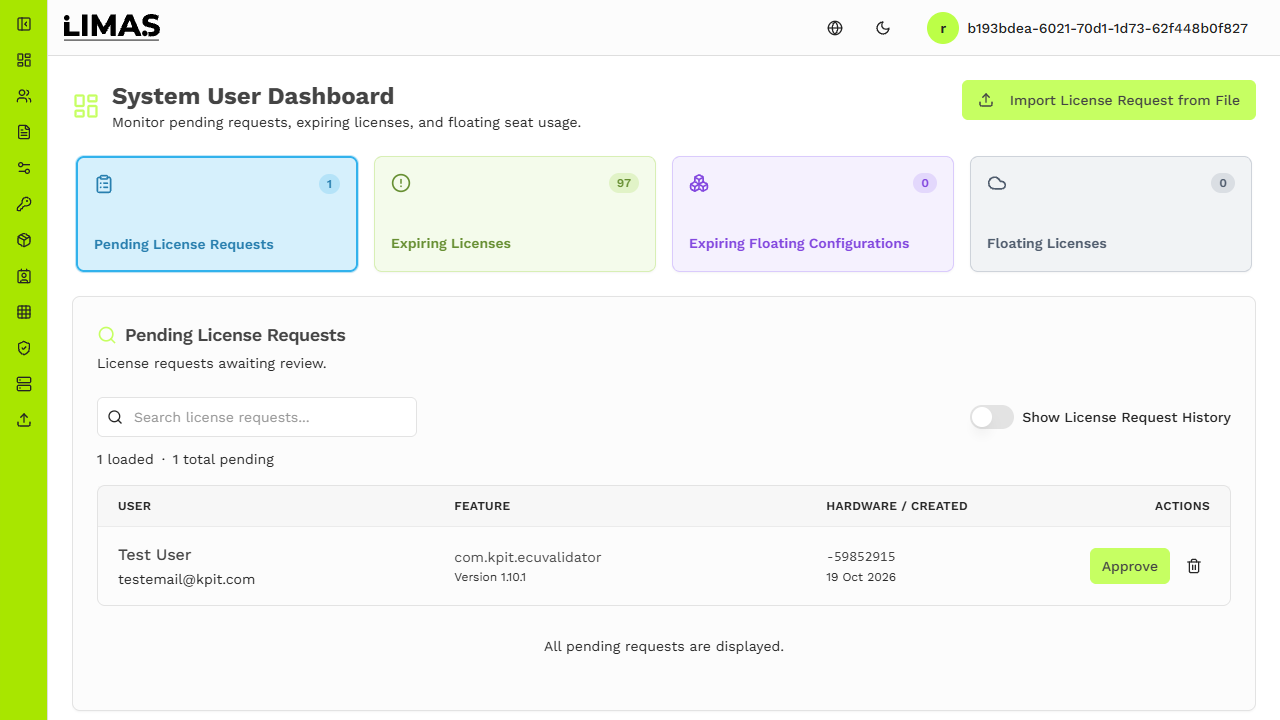 LIMAS
r
b193bdea-6021-70d1-1d73-62f448b0f827
System User Dashboard
Monitor pending requests, expiring licenses, and floating seat usage.
Import License Request from File
1
Pending License Requests
97
Expiring Licenses
0
Expiring Floating Configurations
0
Floating Licenses
Pending License Requests
License requests awaiting review.
Search license requests...
Show License Request History
1 loaded · 1 total pending
USER FEATURE HARDWARE / CREATED ACTIONS
Test User com.kpit.ecuvalidator -59852915
testemail@kpit.com Version 1.10.1 19 Oct 2026
Approve
All pending requests are displayed.